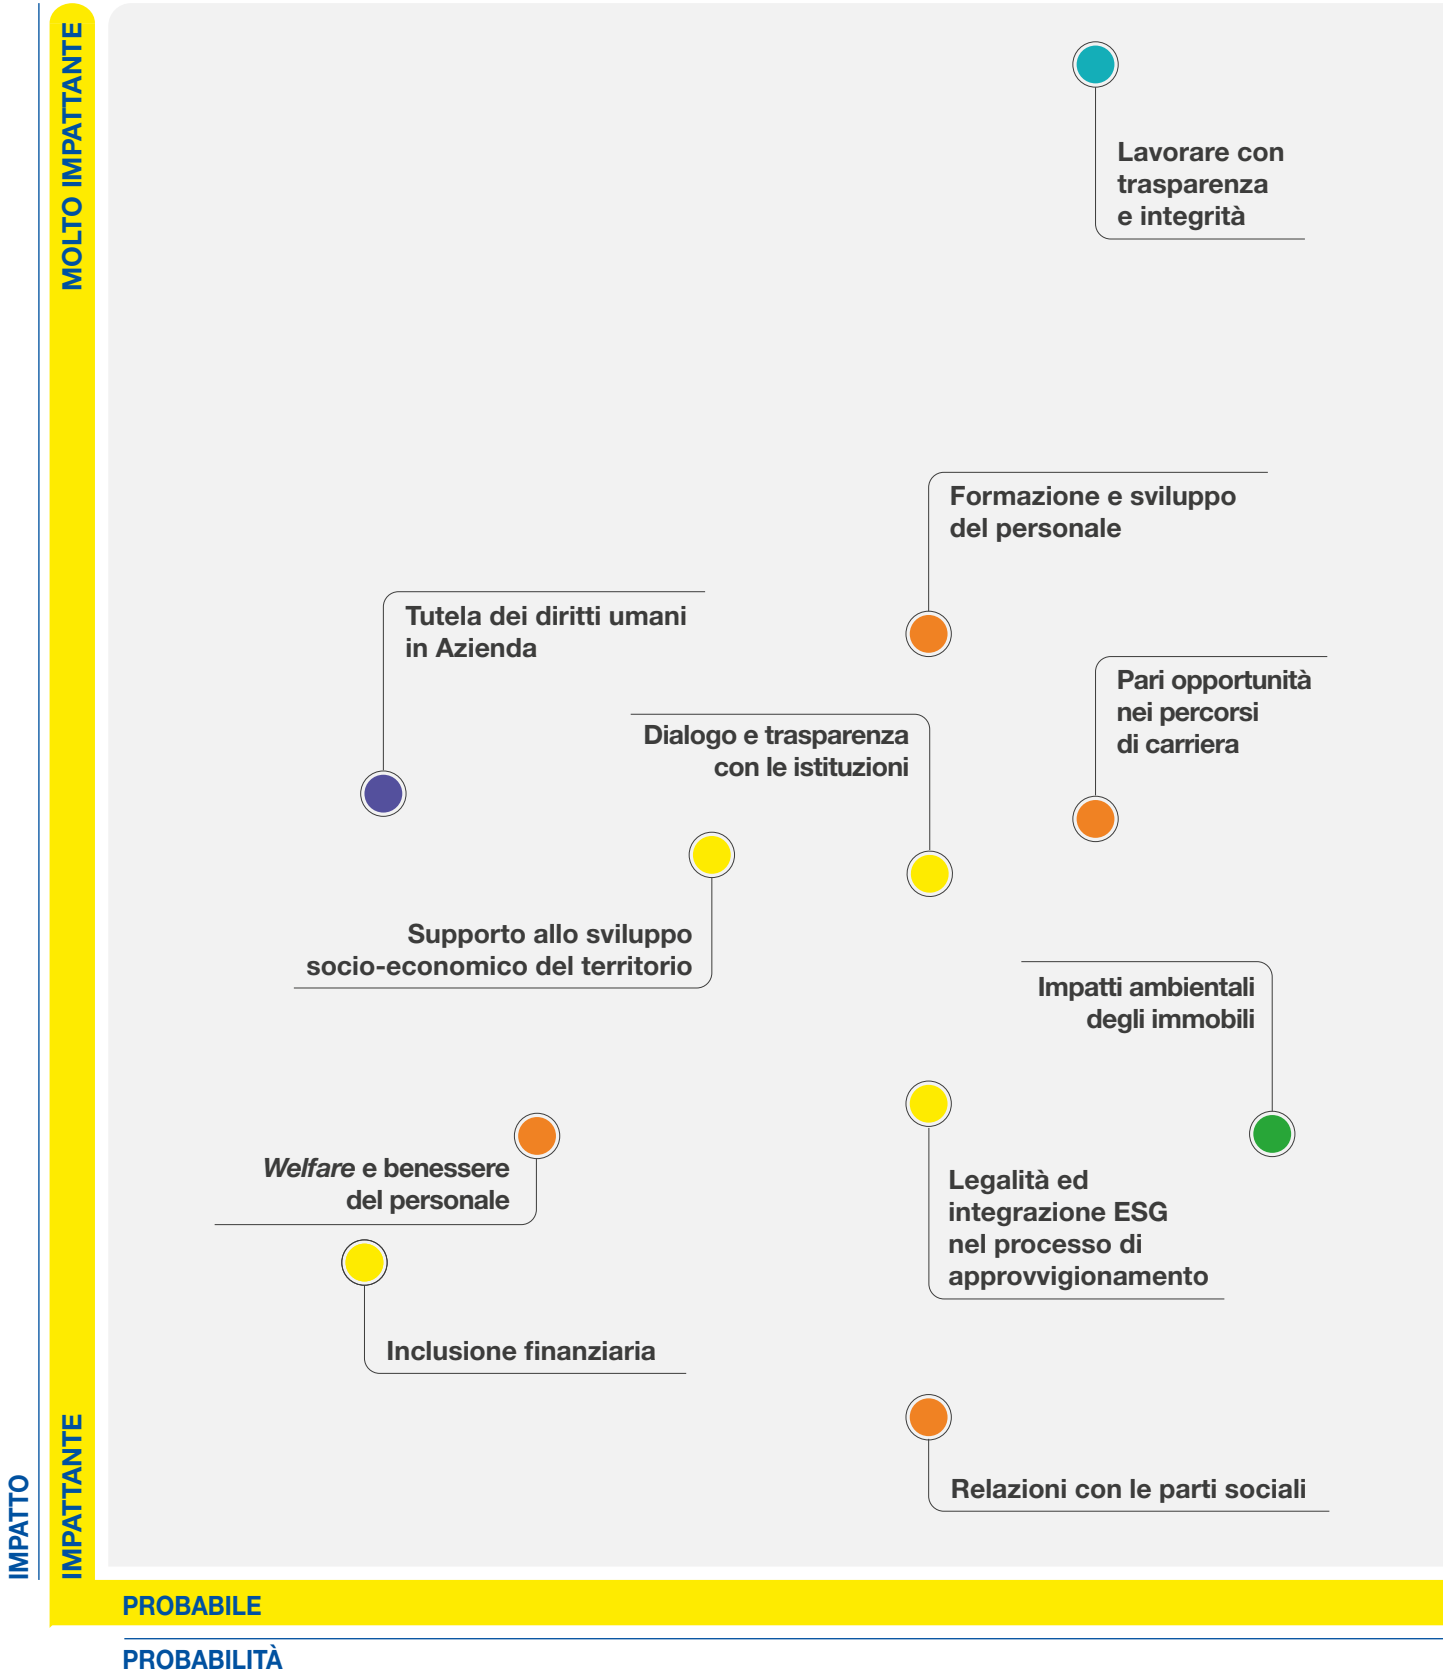 MOLTO IMPATTANTE
Lavorare con
trasparenza
e integrità
Formazione e sviluppo
del personale
Tutela dei diritti umani
in Azienda
Pari opportunità
nei percorsi
di carriera
Dialogo e trasparenza
con le istituzioni
Supporto allo sviluppo
socio-economico del territorio
Impatti ambientali
degli immobili
Welfare e benessere
del personale
Legalità ed
integrazione ESG
nel processo di
approvvigionamento
Inclusione finanziaria
Relazioni con le parti sociali
IMPATTANTE
IMPATTO
PROBABILE
PROBABILITÀ